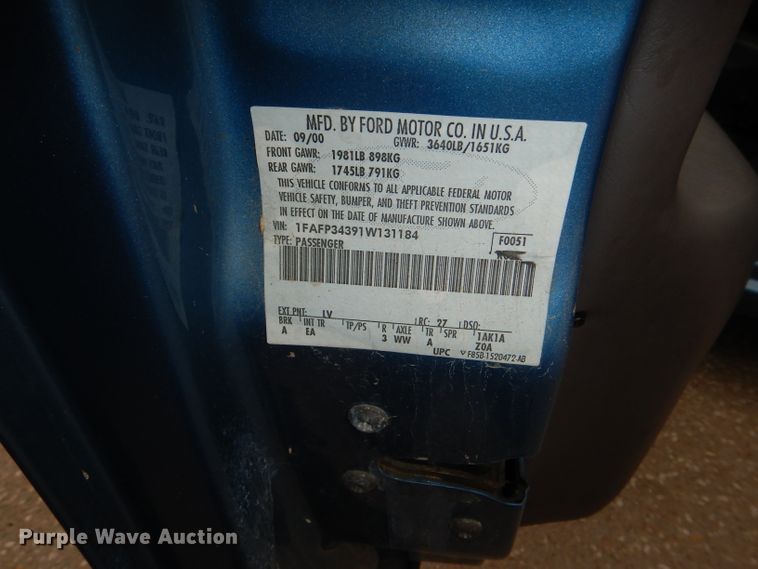 MFD. BY FORD MOTOR CO. IN U.S.A.
DATE: 09/00 GVWR: 3640LB/1651KG
FRONT GAWR: 1981LB 898KG
REAR GAWR: 1745LB 791KG
THIS VEHICLE CONFORMS TO ALL APPLICABLE FEDERAL MOTOR
VEHICLE SAFETY, BUMPER, AND THEFT PREVENTION STANDARDS
IN EFFECT ON THE DATE OF MANUFACTURE SHOWN ABOVE.
VIN: 1FAFP34391W131184 F0051
TYPE: PASSENGER
EXT PNT: LV RC: 27 DSO:
BRK INT TR TP/PS R AXLE TR SPR 1AK1A
A EA 3 WW A Z0A
UPC F85B-1520472-AB
Purple Wave Auction